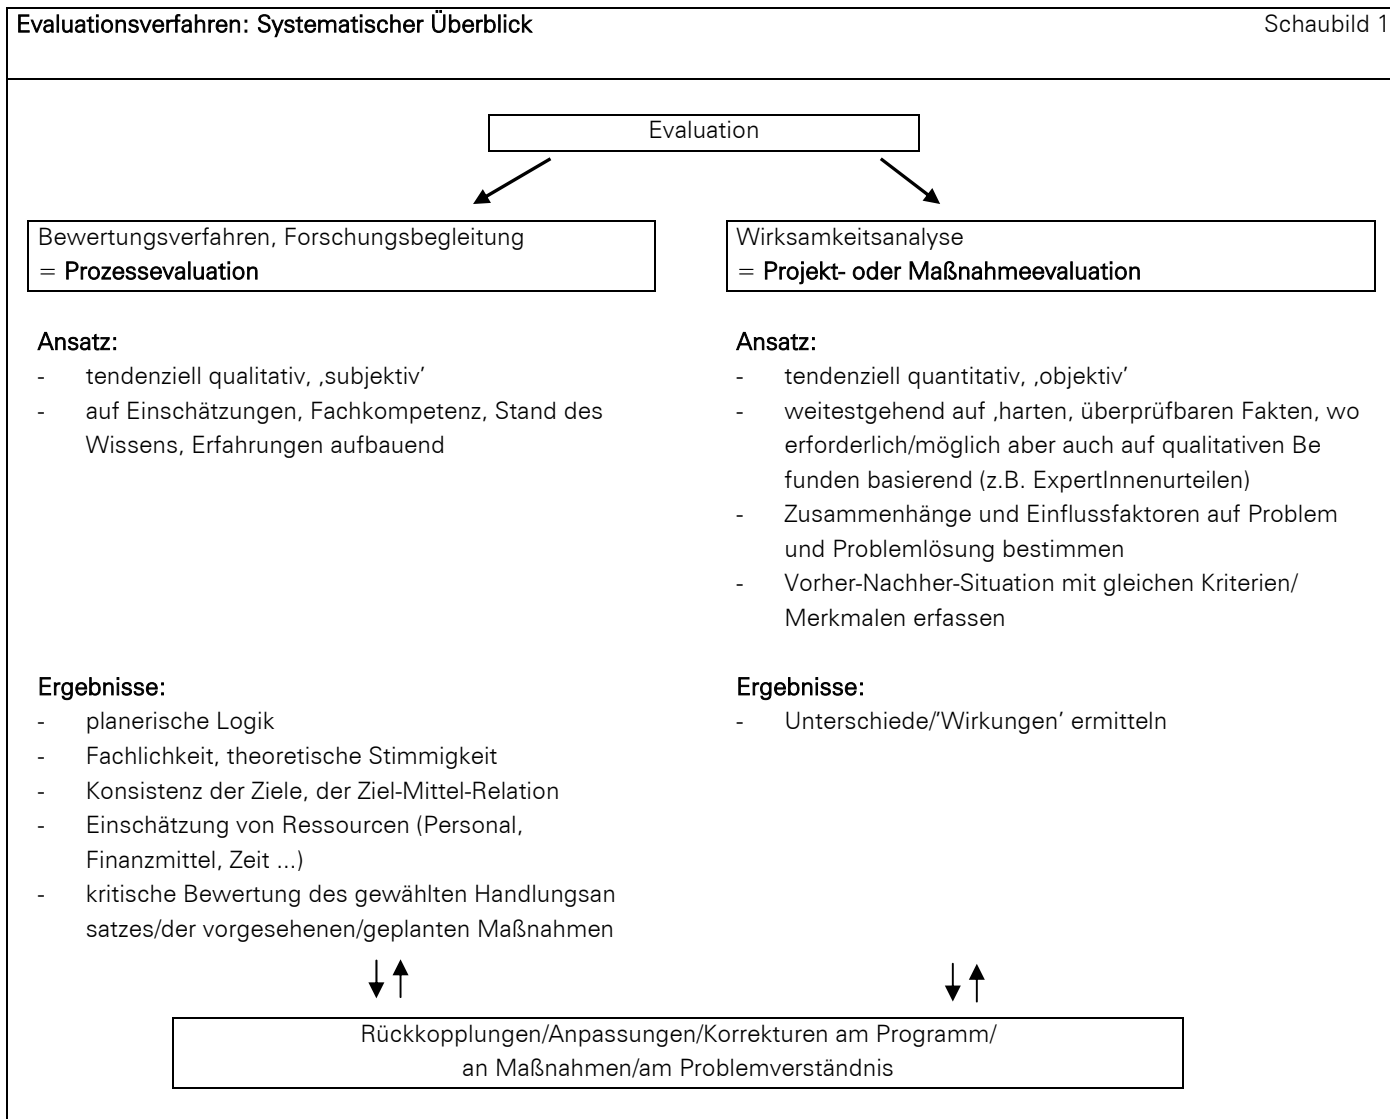 Evaluationsverfahren: Systematischer Überblick Schaubild 1
Evaluation
Bewertungsverfahren, Forschungsbegleitung
= Prozessevaluation
Ansatz:
- tendenziell qualitativ, ‚subjektiv’
- auf Einschätzungen, Fachkompetenz, Stand des
Wissens, Erfahrungen aufbauend
Ergebnisse:
- planerische Logik
- Fachlichkeit, theoretische Stimmigkeit
- Konsistenz der Ziele, der Ziel-Mittel-Relation
- Einschätzung von Ressourcen (Personal,
Finanzmittel, Zeit ...)
- kritische Bewertung des gewählten Handlungsan
satzes/der vorgesehenen/geplanten Maßnahmen
Wirksamkeitsanalyse
= Projekt- oder Maßnahmeevaluation
Ansatz:
- tendenziell quantitativ, ‚objektiv’
- weitestgehend auf ‚harten, überprüfbaren Fakten, wo
erforderlich/möglich aber auch auf qualitativen Be
funden basierend (z.B. ExpertInnenurteilen)
- Zusammenhänge und Einflussfaktoren auf Problem
und Problemlösung bestimmen
- Vorher-Nachher-Situation mit gleichen Kriterien/
Merkmalen erfassen
Ergebnisse:
- Unterschiede/’Wirkungen’ ermitteln
Rückkopplungen/Anpassungen/Korrekturen am Programm/
an Maßnahmen/am Problemverständnis